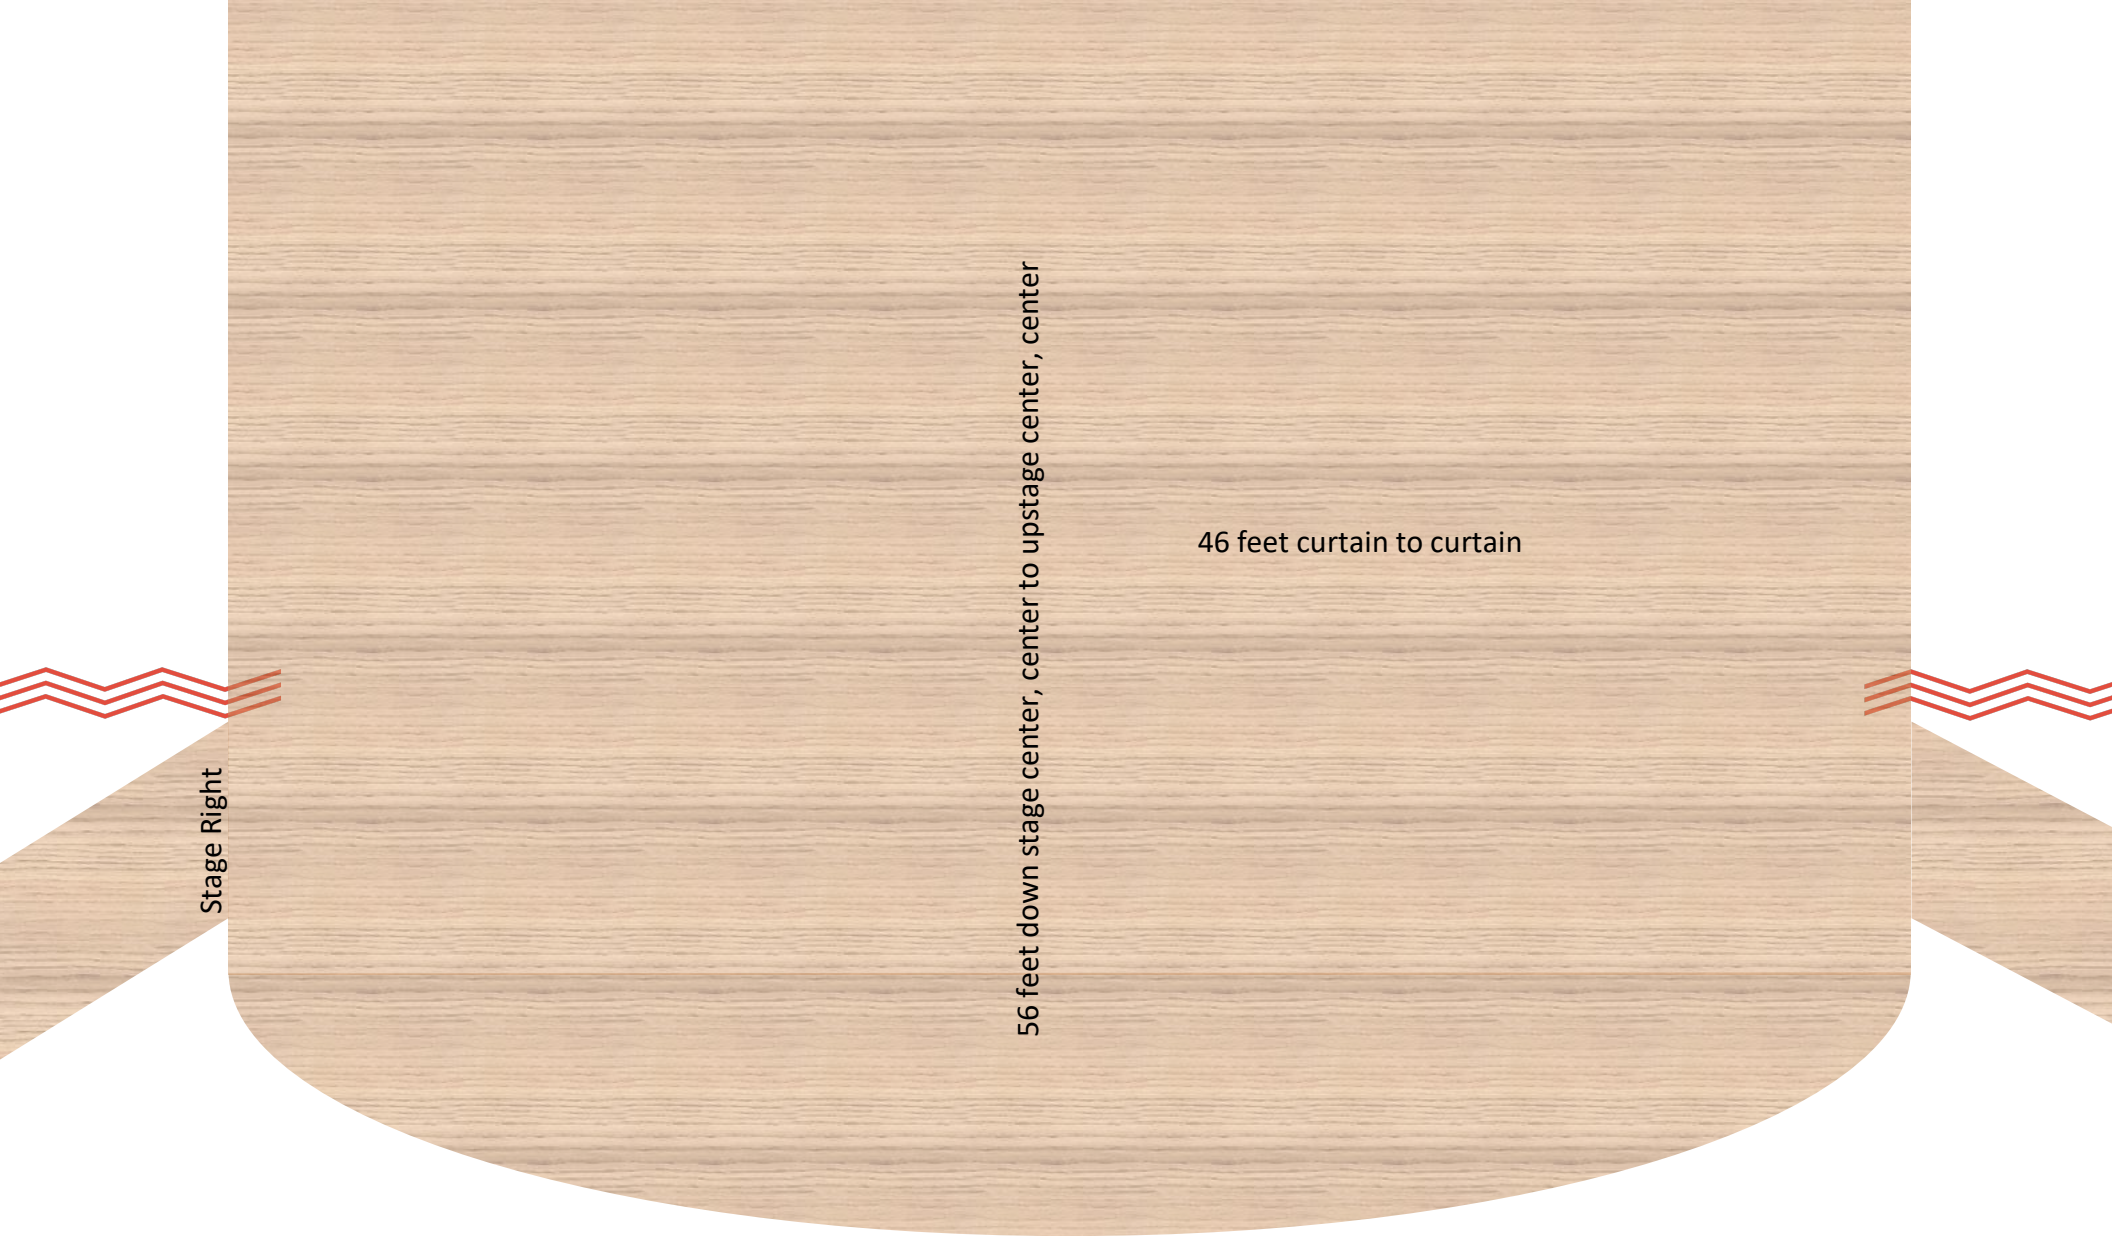 56 feet down stage center, center to upstage center, center
46 feet curtain to curtain
Stage Right